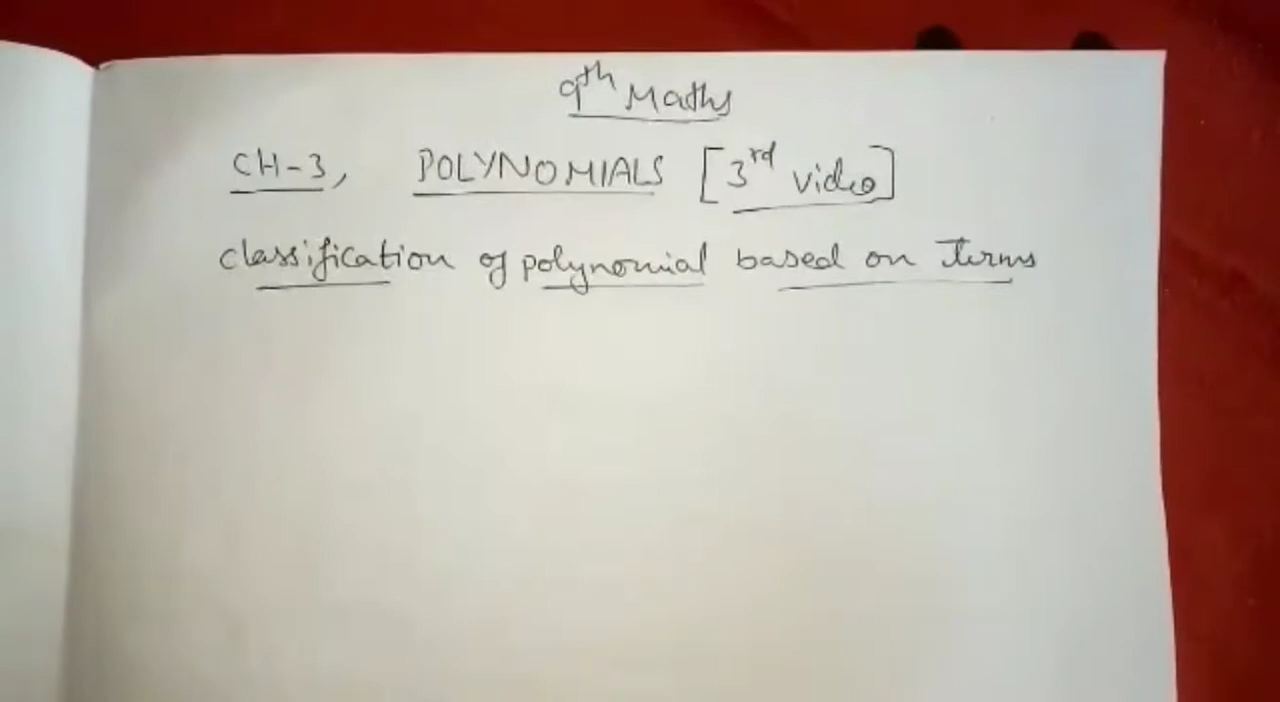 9th Maths
CH-3, POLYNOMIALS [3rd video]
classification of polynomial based on Terms